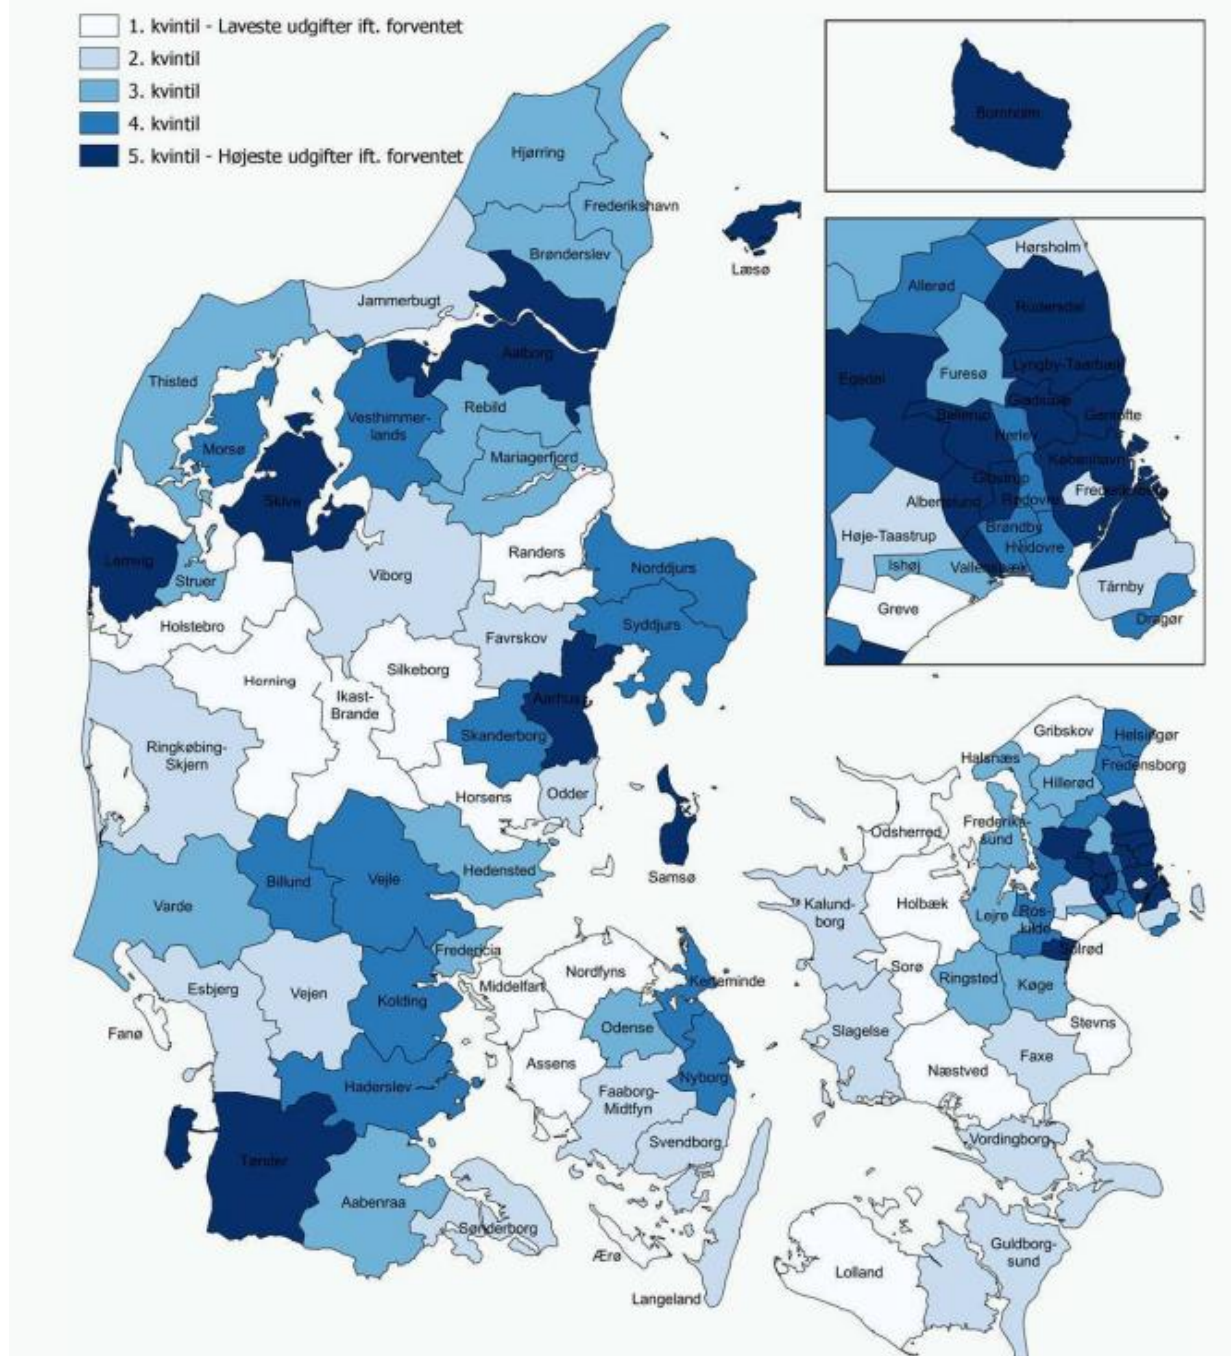 1. kvintil - Laveste udgifter ift. forventet
2. kvintil
3. kvintil
4. kvintil
5. kvintil - Højeste udgifter ift. forventet
Bornholm
Hjørring
Frederikshavn
Brønderslev
Læsø
Jammerbugt
Aalborg
Thisted
Rebild
Vesthimmer-
lands
Morsø
Mariagerfjord
Skive
Randers
Lemvig
Struer
Viborg
Norddjurs
Holstebro
Syddjurs
Favrskov
Silkeborg
Herning
Ikast-
Brande
Aarhus
Skanderborg
Ringkøbing-
Skjern
Horsens
Odder
Samsø
Hedensted
Billund
Vejle
Varde
Fredericia
Esbjerg
Vejen
Kolding
Middelfart
Nordfyns
Kerteminde
Fanø
Odense
Assens
Nyborg
Haderslev
Faaborg-
Midtfyn
Svendborg
Tønder
Aabenraa
Sønderborg
Ærø
Langeland
Hørsholm
Allerød
Rudersdal
Egedal
Furesø
Lyngby-Taarbæk
Gladsaxe
Ballerup
Gentofte
Herlev
København
Glostrup
Frederiksberg
Albertslund
Rødovre
Brøndby
Høje-Taastrup
Hvidovre
Ishøj
Vallensbæk
Tårnby
Greve
Dragør
Gribskov
Helsingør
Halsnæs
Fredensborg
Hillerød
Frederiks-
sund
Odsherred
Kalund-
borg
Holbæk
Lejre
Ros-
kilde
Solrød
Sorø
Ringsted
Køge
Stevns
Slagelse
Faxe
Næstved
Vordingborg
Guldborg-
sund
Lolland